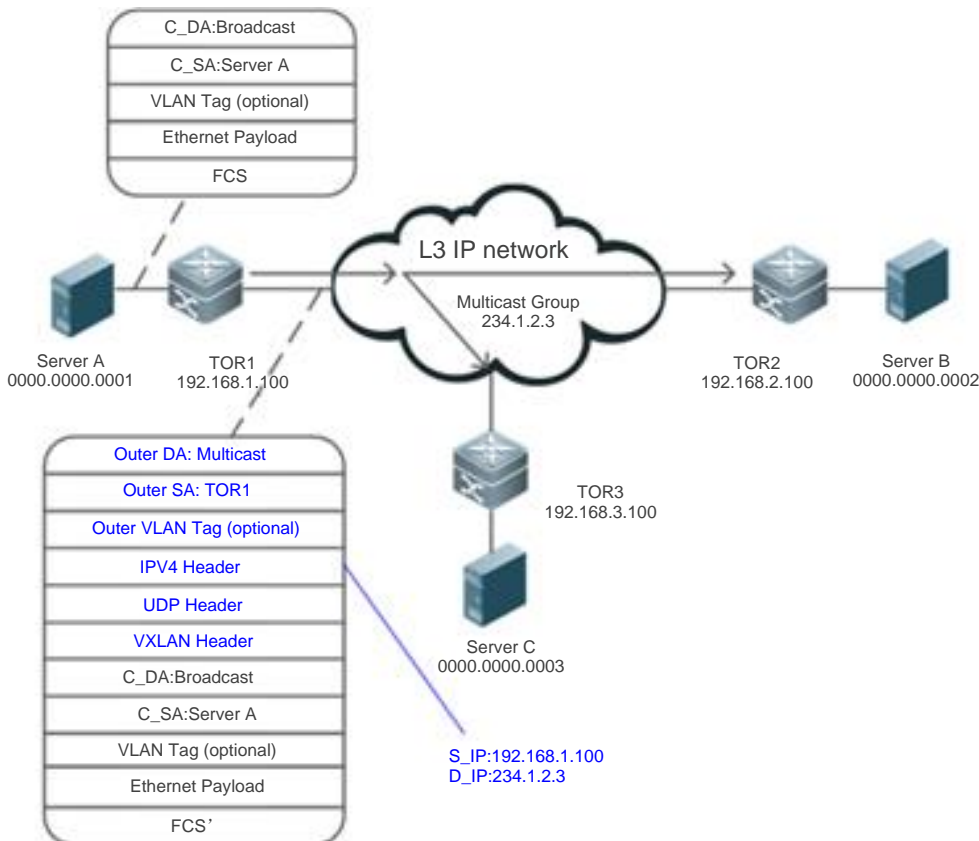 C_DA:Broadcast
C_SA:Server A
VLAN Tag (optional)
Ethernet Payload
FCS
L3 IP network
Multicast Group
234.1.2.3
Server A
0000.0000.0001
TOR1
192.168.1.100
TOR2
192.168.2.100
Server B
0000.0000.0002
TOR3
192.168.3.100
Server C
0000.0000.0003
Outer DA: Multicast
Outer SA: TOR1
Outer VLAN Tag (optional)
IPV4 Header
UDP Header
VXLAN Header
C_DA:Broadcast
C_SA:Server A
VLAN Tag (optional)
Ethernet Payload
FCS’
S_IP:192.168.1.100
D_IP:234.1.2.3